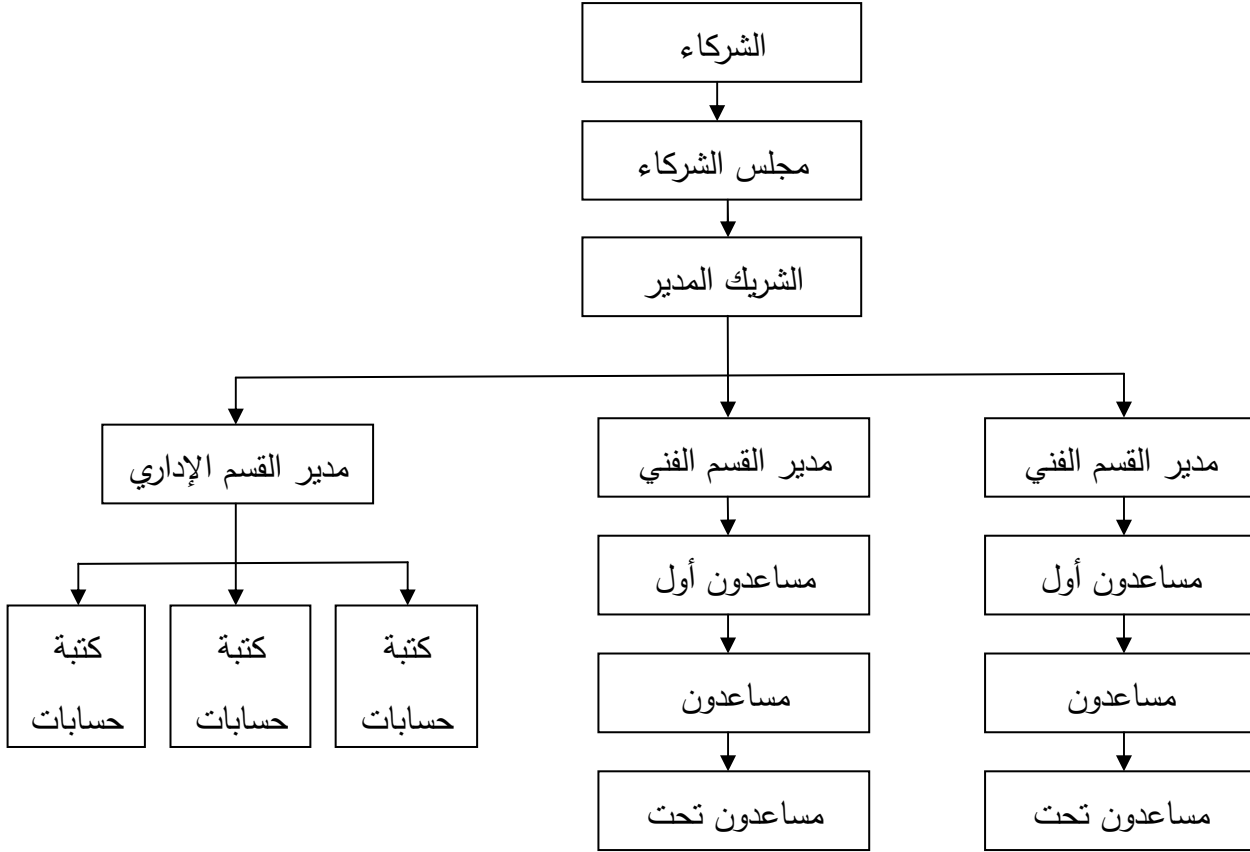 الشركاء
مجلس الشركاء
الشريك المدير
مدير القسم الفني
مدير القسم الفني
مدير القسم الإداري
مساعدون أول
مساعدون أول
كتبة
حسابات
كتبة
حسابات
كتبة
حسابات
مساعدون
مساعدون
مساعدون تحت
مساعدون تحت